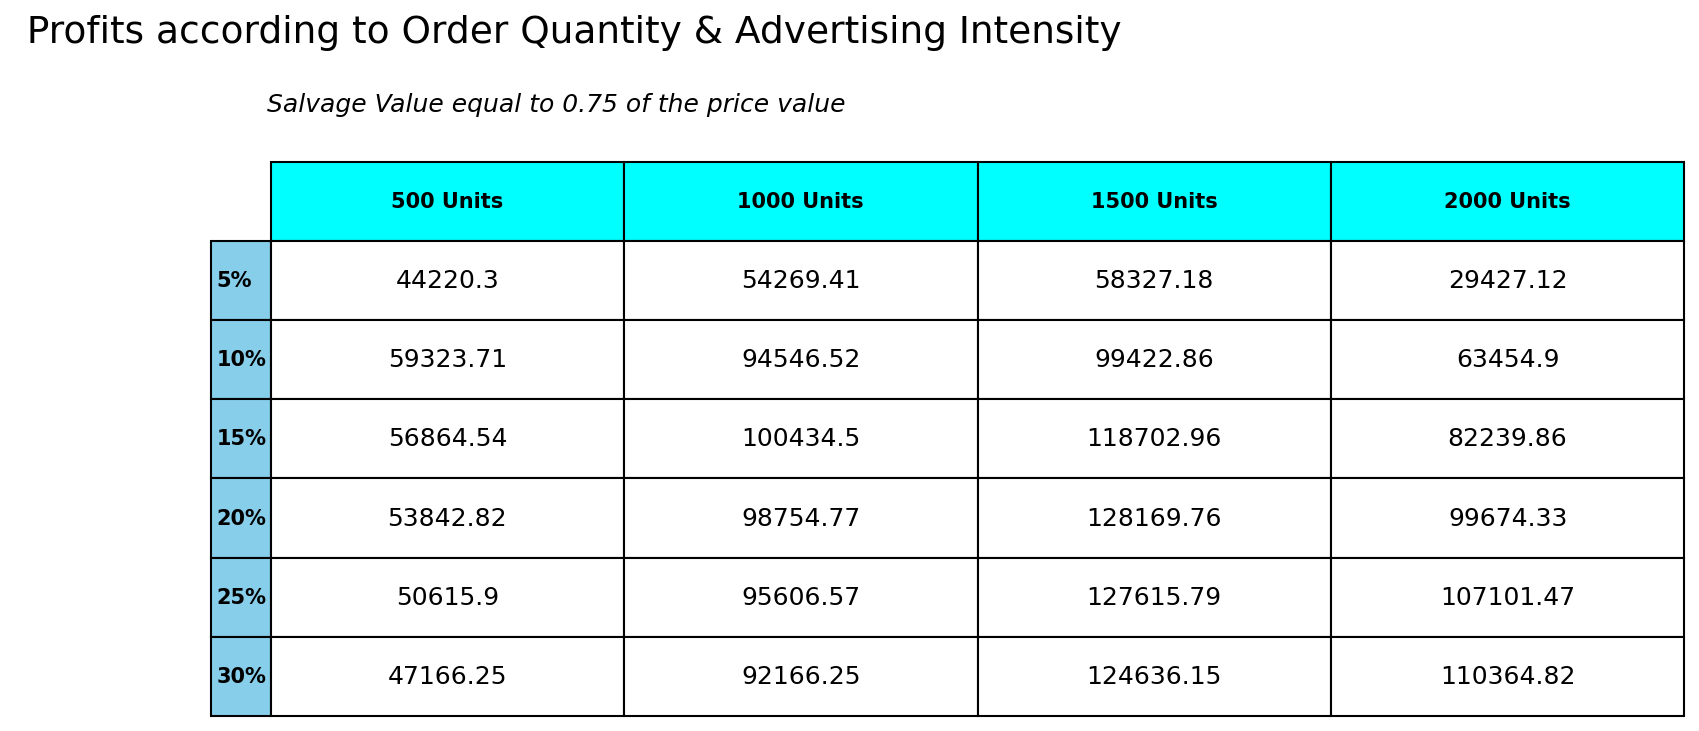 Profits according to Order Quantity & Advertising Intensity
Salvage Value equal to 0.75 of the price value
500 Units 1000 Units 1500 Units 2000 Units
5% 44220.3 54269.41 58327.18 29427.12
10% 59323.71 94546.52 99422.86 63454.9
15% 56864.54 100434.5 118702.96 82239.86
20% 53842.82 98754.77 128169.76 99674.33
25% 50615.9 95606.57 127615.79 107101.47
30% 47166.25 92166.25 124636.15 110364.82